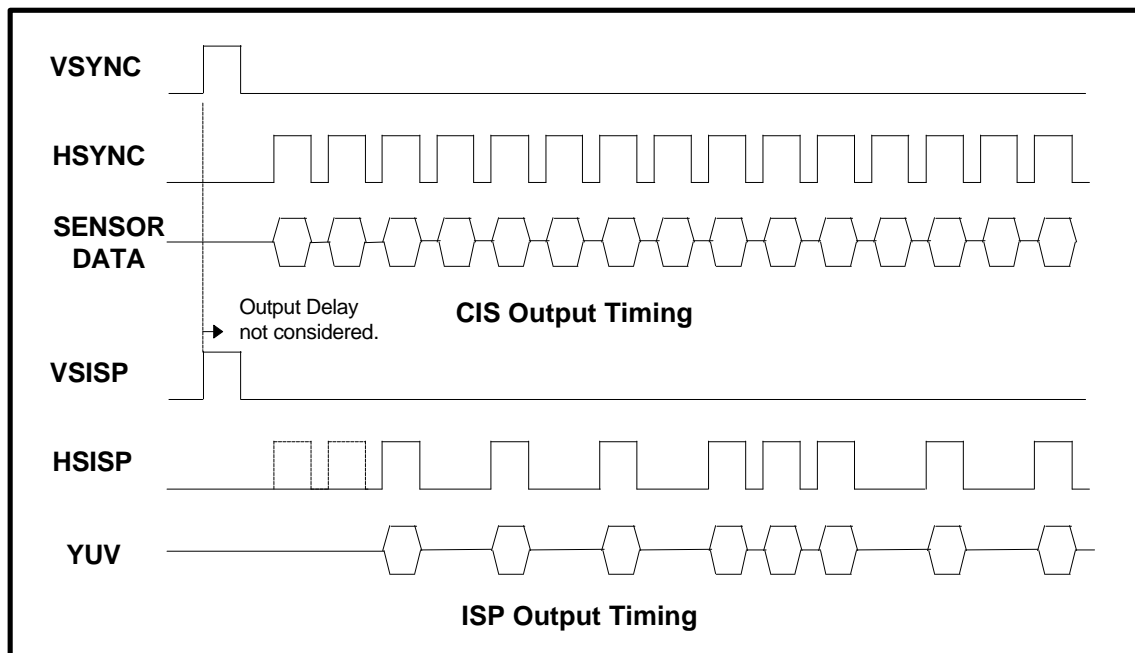 VSYNC
HSYNC
SENSOR
DATA
Output Delay
not considered.
CIS Output Timing
VSISP
HSISP
YUV
ISP Output Timing